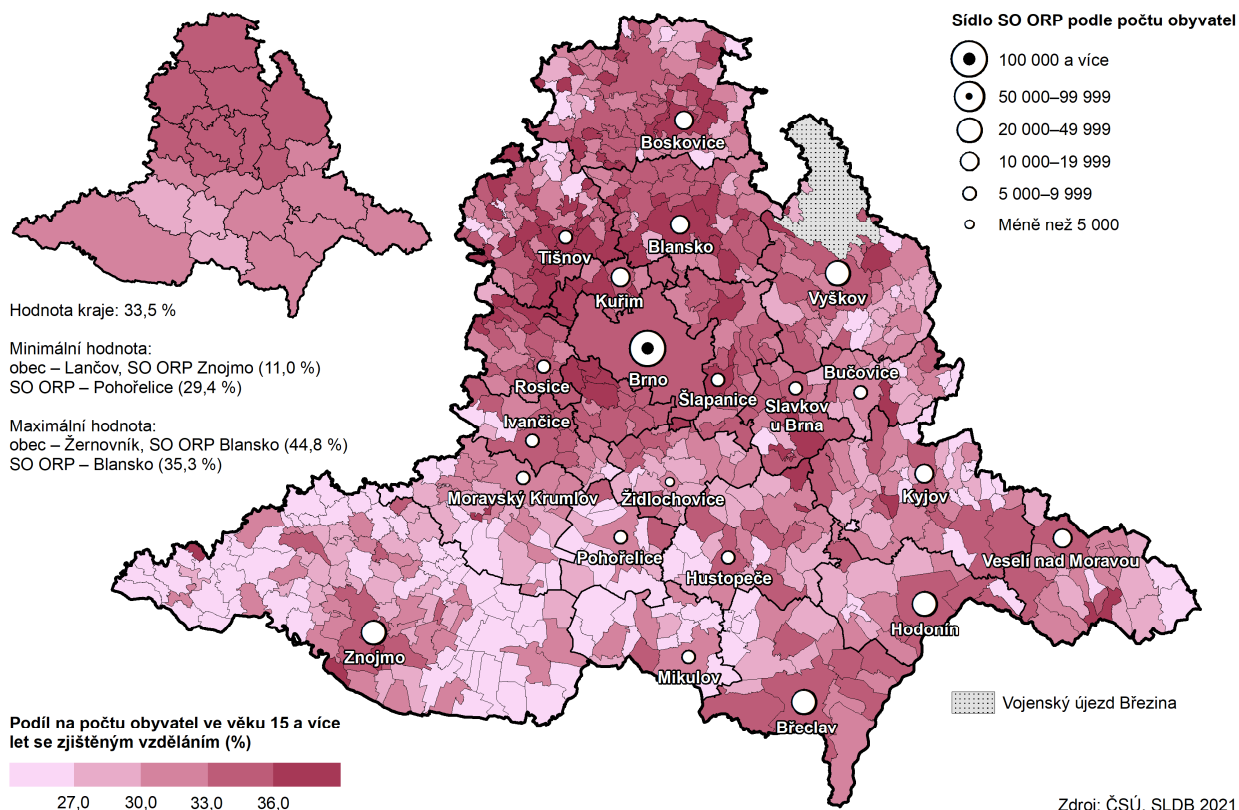 Sídlo SO ORP podle počtu obyvatel
100 000 a více
50 000–99 999
20 000–49 999
10 000–19 999
5 000–9 999
Méně než 5 000
Hodnota kraje: 33,5 %
Minimální hodnota:
obec – Lančov, SO ORP Znojmo (11,0 %)
SO ORP – Pohořelice (29,4 %)
Maximální hodnota:
obec – Žernovník, SO ORP Blansko (44,8 %)
SO ORP – Blansko (35,3 %)
Boskovice
Blansko
Tišnov
Kuřim
Vyškov
Brno
Rosice
Šlapanice
Slavkov
u Brna
Bučovice
Ivančice
Moravský Krumlov
Židlochovice
Kyjov
Pohořelice
Hustopeče
Veselí nad Moravou
Hodonín
Znojmo
Mikulov
Břeclav
Vojenský újezd Březina
Podíl na počtu obyvatel ve věku 15 a více
let se zjištěným vzděláním (%)
27,0
30,0
33,0
36,0
Zdroj: ČSÚ, SLDB 2021